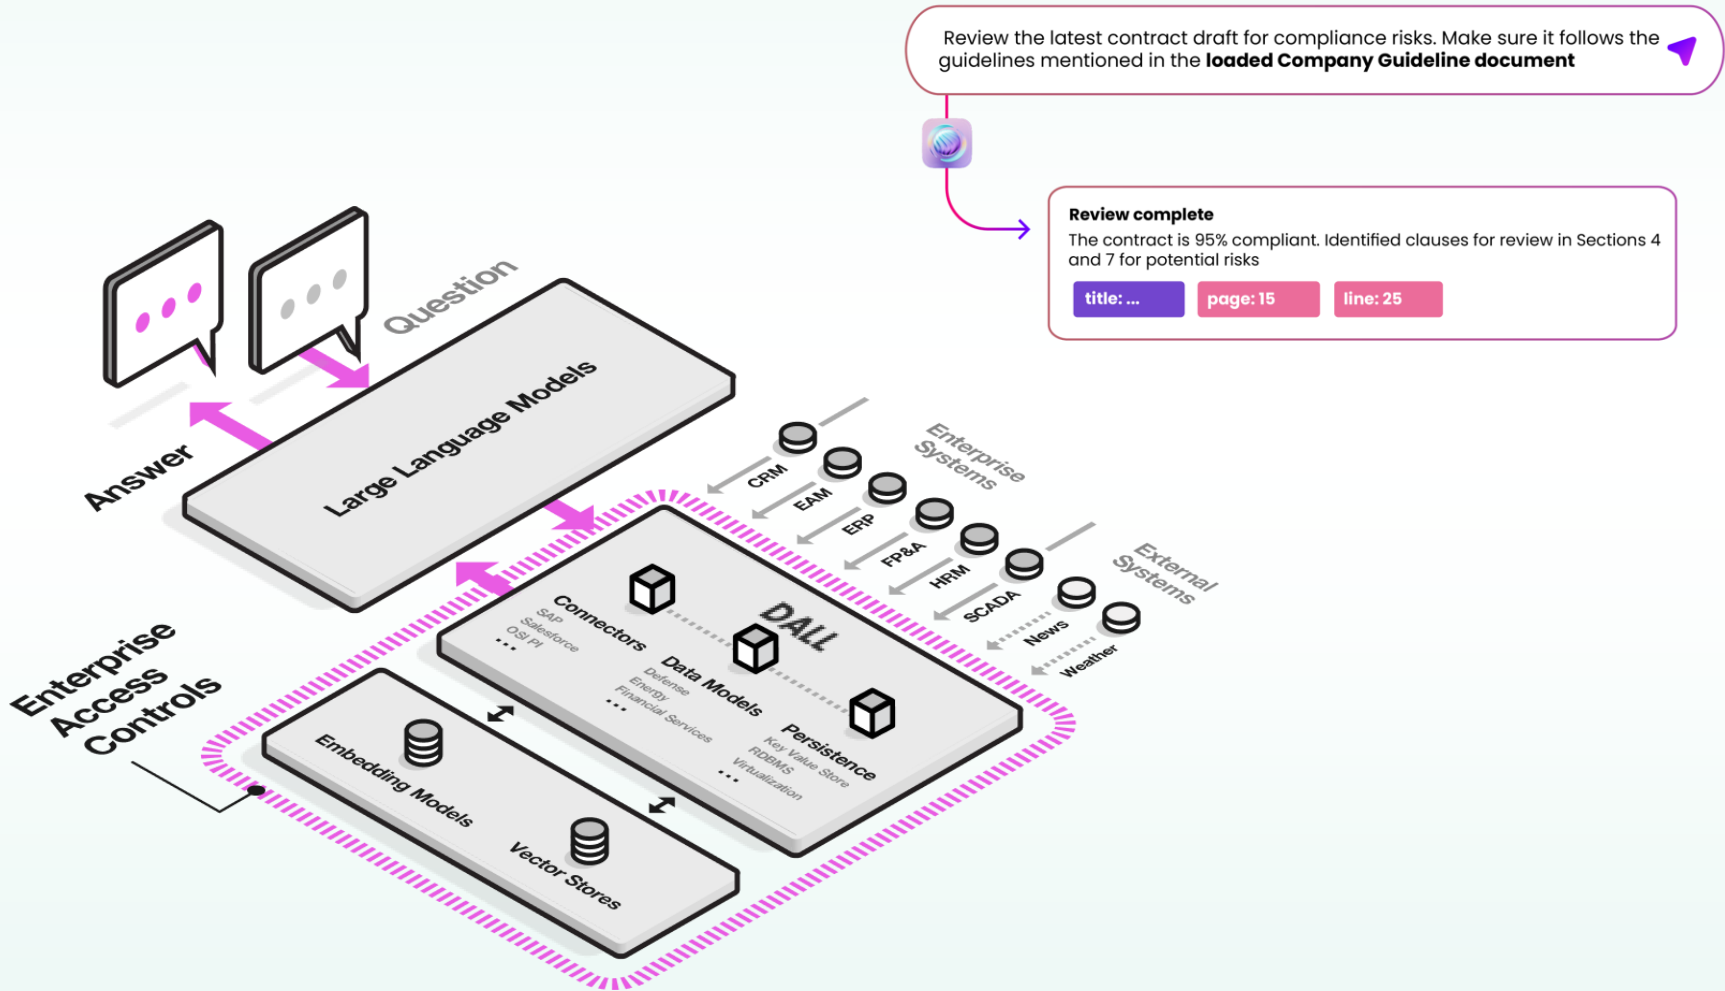 Review the latest contract draft for compliance risks. Make sure it follows the
guidelines mentioned in the loaded Company Guideline document
Review complete
The contract is 95% compliant. Identified clauses for review in Sections 4
and 7 for potential risks
title: ...
page: 15
line: 25
Question
Answer
Large Language Models
Enterprise
Systems
CRM
EAM
ERP
FP&A
HRM
SCADA
External
Systems
News
Weather
DALL
Connectors
SAP
Salesforce
OSI PI
...
Data Models
Defense
Energy
Financial Services
...
Persistence
Key Value Store
RDBMS
Virtualization
...
Enterprise
Access
Controls
Embedding Models
Vector Stores